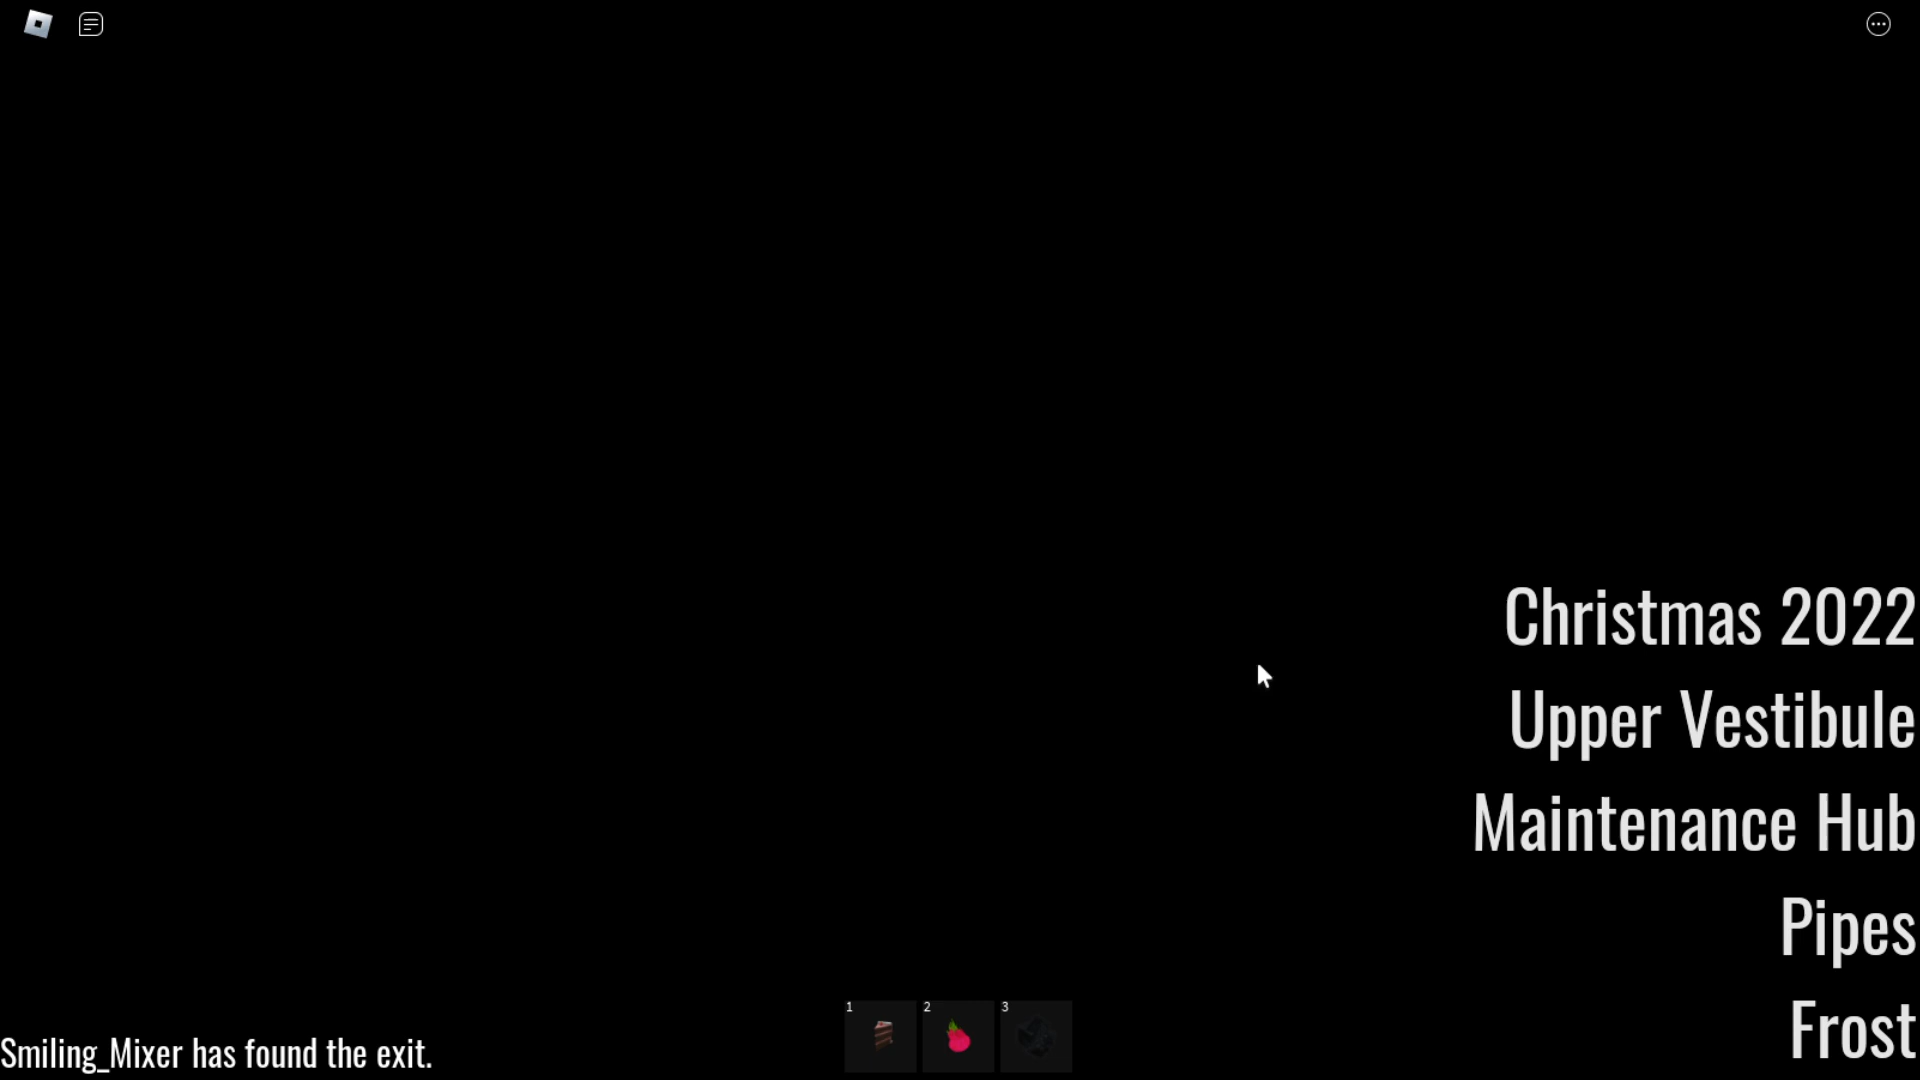 Christmas 2022
Upper Vestibule
Maintenance Hub
Pipes
Frost
1
2
3
Smiling_Mixer has found the exit.